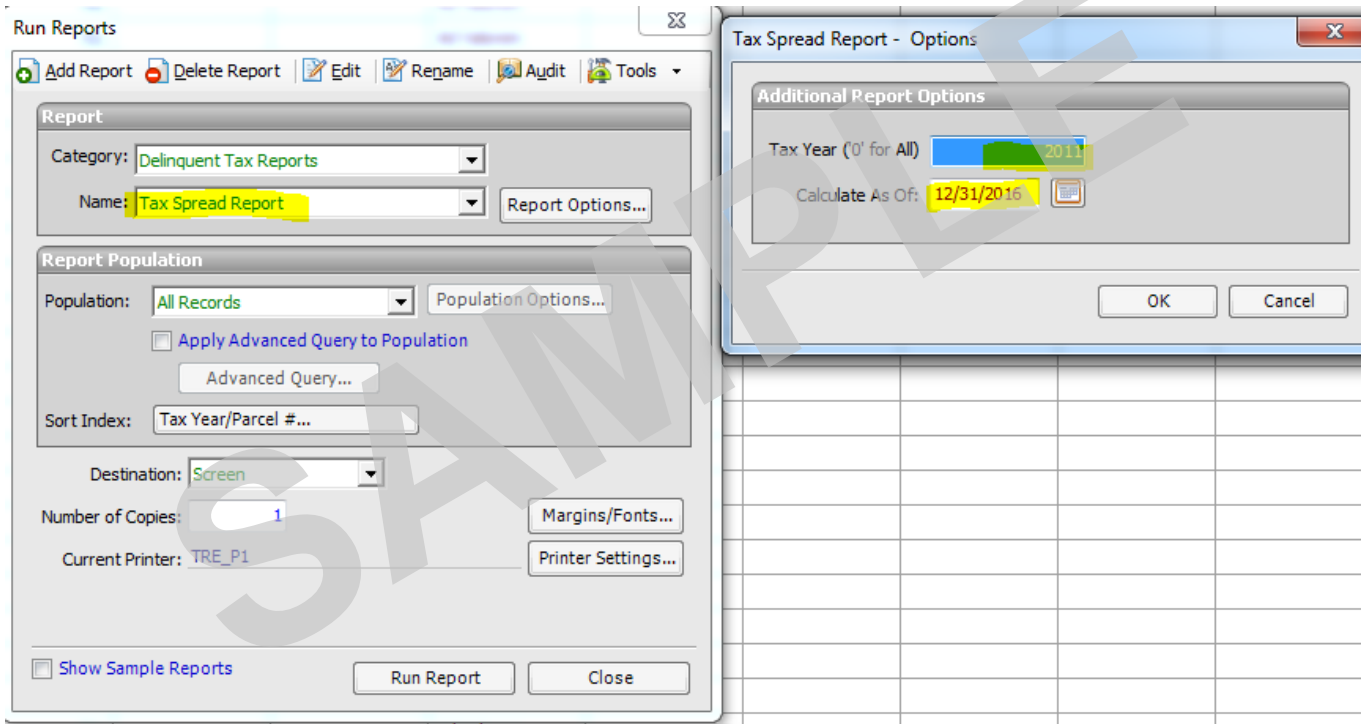 Run Reports
Add Report Delete Report Edit Rename Audit Tools
Report
Category: Delinquent Tax Reports
Name: Tax Spread Report Report Options...
Report Population
Population: All Records Population Options...
Apply Advanced Query to Population
Advanced Query...
Sort Index: Tax Year/Parcel #...
Destination: Screen
Number of Copies: 1 Margins/Fonts...
Current Printer: TRE_P1 Printer Settings...
Show Sample Reports Run Report Close
Tax Spread Report - Options
Additional Report Options
Tax Year ('0' for All) 2011
Calculate As Of: 12/31/2016
OK Cancel
SAMPLE